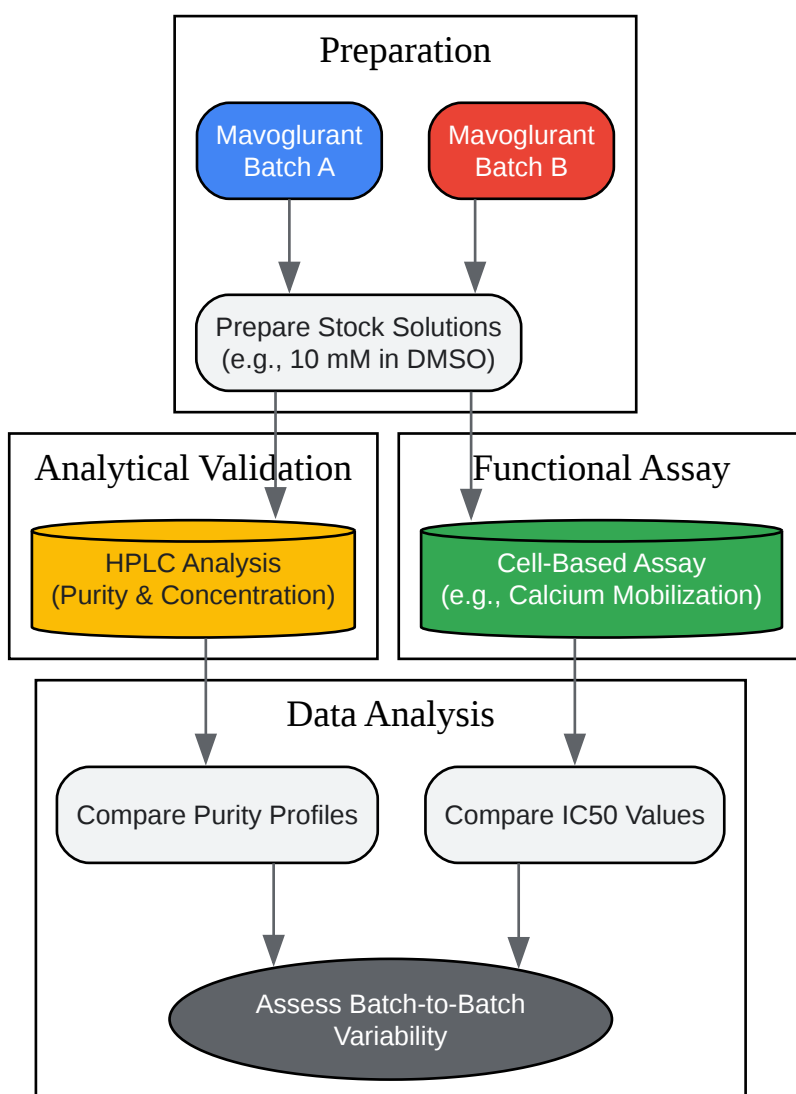 Preparation
Mavoglurant
Batch A
Mavoglurant
Batch B
Prepare Stock Solutions
(e.g., 10 mM in DMSO)
Analytical Validation
HPLC Analysis
(Purity & Concentration)
Functional Assay
Cell-Based Assay
(e.g., Calcium Mobilization)
Data Analysis
Compare Purity Profiles
Compare IC50 Values
Assess Batch-to-Batch
Variability